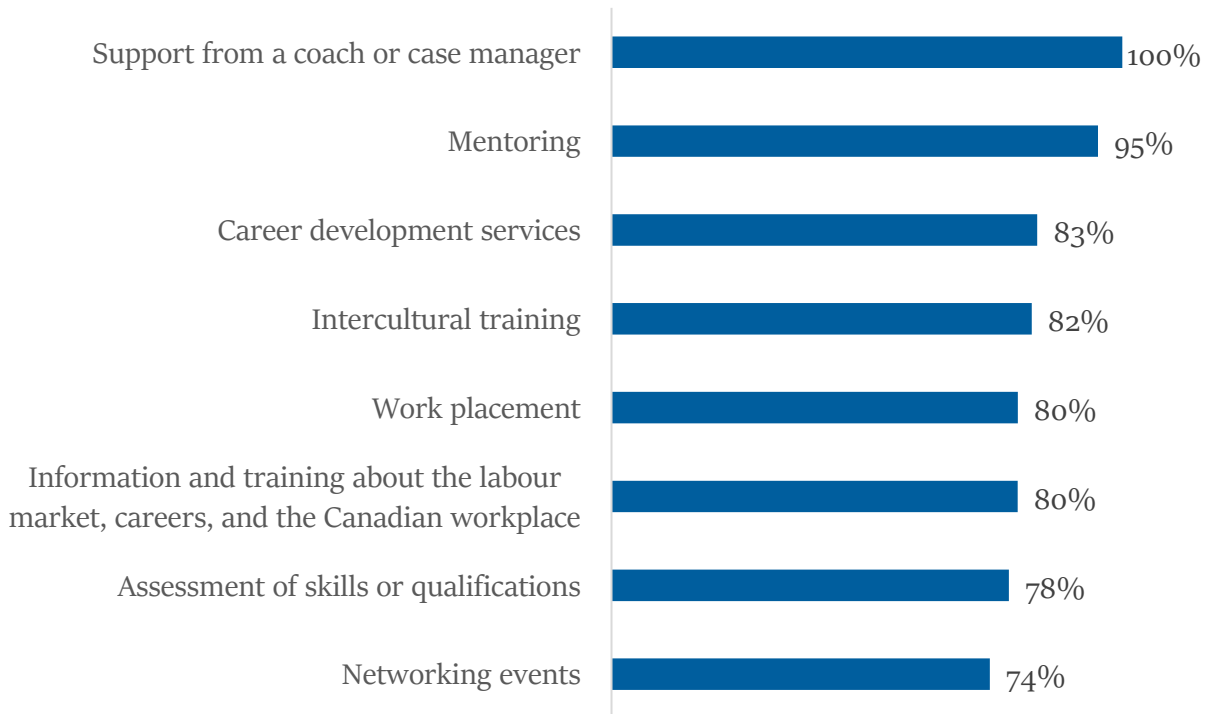 Support from a coach or case manager 100%
Mentoring 95%
Career development services 83%
Intercultural training 82%
Work placement 80%
Information and training about the labour
market, careers, and the Canadian workplace 80%
Assessment of skills or qualifications 78%
Networking events 74%